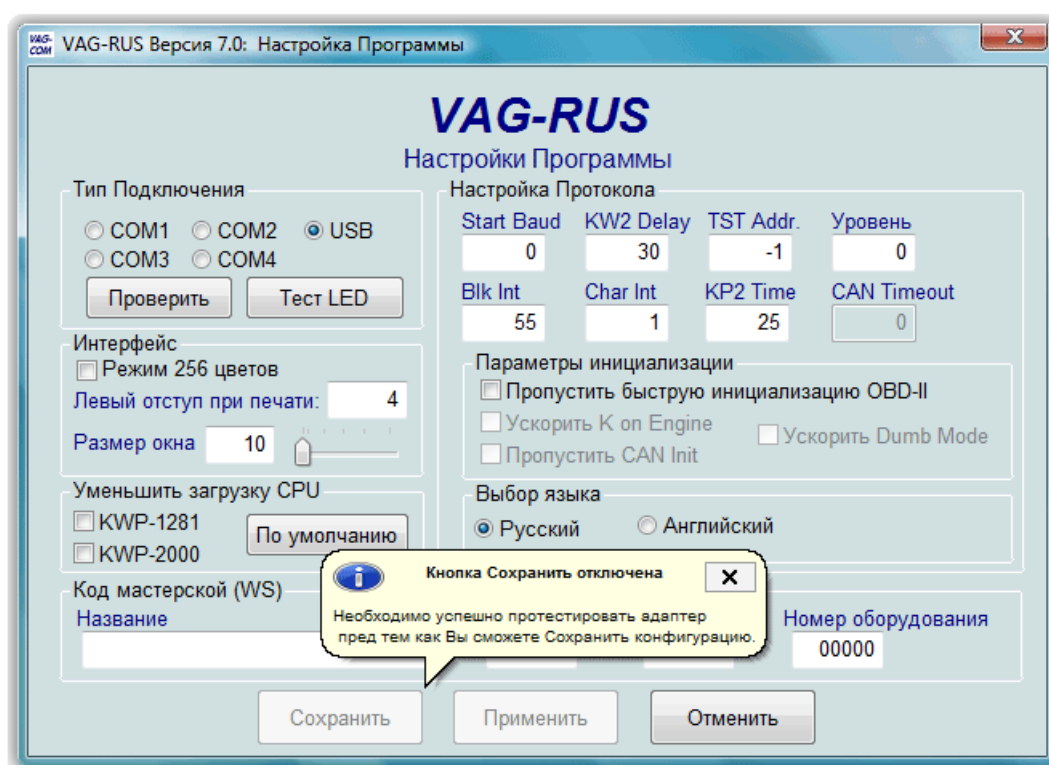 VAG-COM
VAG-RUS Версия 7.0: Настройка Программы
VAG-RUS
Настройки Программы
Тип Подключения
COM1 COM2 USB
COM3 COM4
Проверить Тест LED
Интерфейс
Режим 256 цветов
Левый отступ при печати: 4
Размер окна 10
Уменьшить загрузку CPU
KWP-1281
KWP-2000
По умолчанию
Настройка Протокола
Start Baud KW2 Delay TST Addr. Уровень
0 30 -1 0
Blk Int Char Int KP2 Time CAN Timeout
55 1 25 0
Параметры инициализации
Пропустить быструю инициализацию OBD-II
Ускорить K on Engine
Ускорить Dumb Mode
Пропустить CAN Init
Выбор языка
Русский Английский
Код мастерской (WS)
Название
Номер оборудования
00000
Кнопка Сохранить отключена
Необходимо успешно протестировать адаптер
пред тем как Вы сможете Сохранить конфигурацию.
Сохранить Применить Отменить